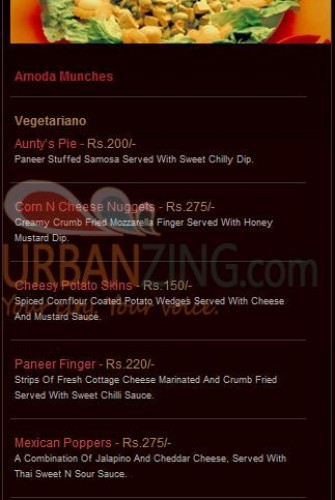 Amoda Munches
Vegetariano
Aunty's Pie - Rs.200/-
Paneer Stuffed Samosa Served With Sweet Chilly Dip.
Corn N Cheese Nuggets - Rs.275/-
Creamy Crumb Fried Mozzarella Finger Served With Honey
Mustard Dip.
URBANZING.com
Your city. Your voice.
Cheesy Potato Skins - Rs.150/-
Spiced Cornflour Coated Potato Wedges Served With Cheese
And Mustard Sauce.
Paneer Finger - Rs.220/-
Strips Of Fresh Cottage Cheese Marinated And Crumb Fried
Served With Sweet Chilli Sauce.
Mexican Poppers - Rs.275/-
A Combination Of Jalapino And Cheddar Cheese, Served With
Thai Sweet N Sour Sauce.